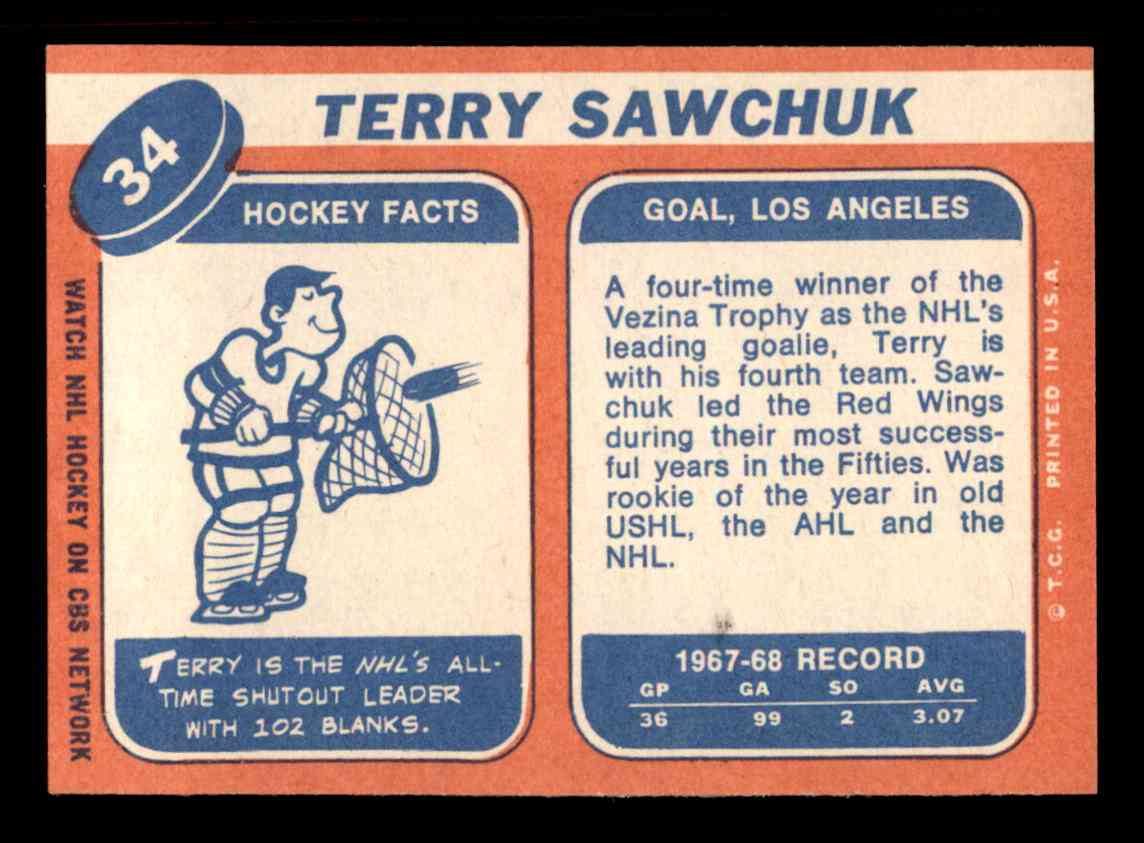 34
TERRY SAWCHUK
HOCKEY FACTS
TERRY IS THE NHL'S ALL-
TIME SHUTOUT LEADER
WITH 102 BLANKS.
GOAL, LOS ANGELES
A four-time winner of the
Vezina Trophy as the NHL's
leading goalie, Terry is
with his fourth team. Saw-
chuk led the Red Wings
during their most success-
ful years in the Fifties. Was
rookie of the year in old
USHL, the AHL and the
NHL.
1967-68 RECORD
GP GA SO AVG
36 99 2 3.07
WATCH NHL HOCKEY ON CBS NETWORK
© T.C.G. PRINTED IN U.S.A.